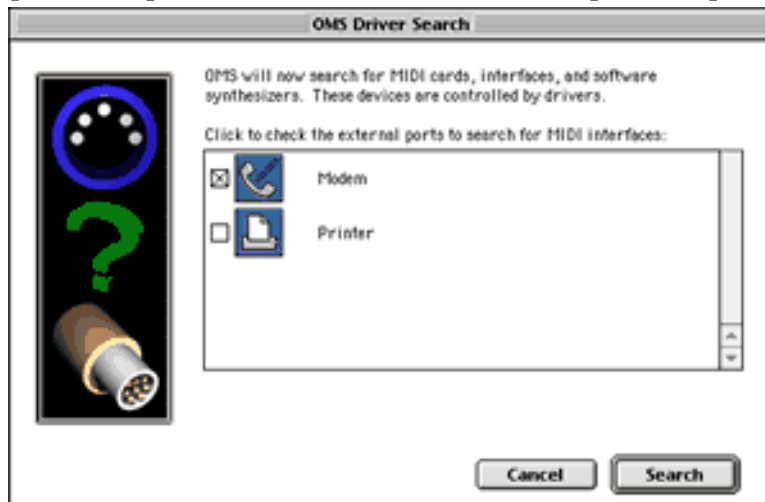 OMS Driver Search
OMS will now search for MIDI cards, interfaces, and software
synthesizers. These devices are controlled by drivers.
Click to check the external ports to search for MIDI interfaces:
Modem
Printer
Cancel
Search